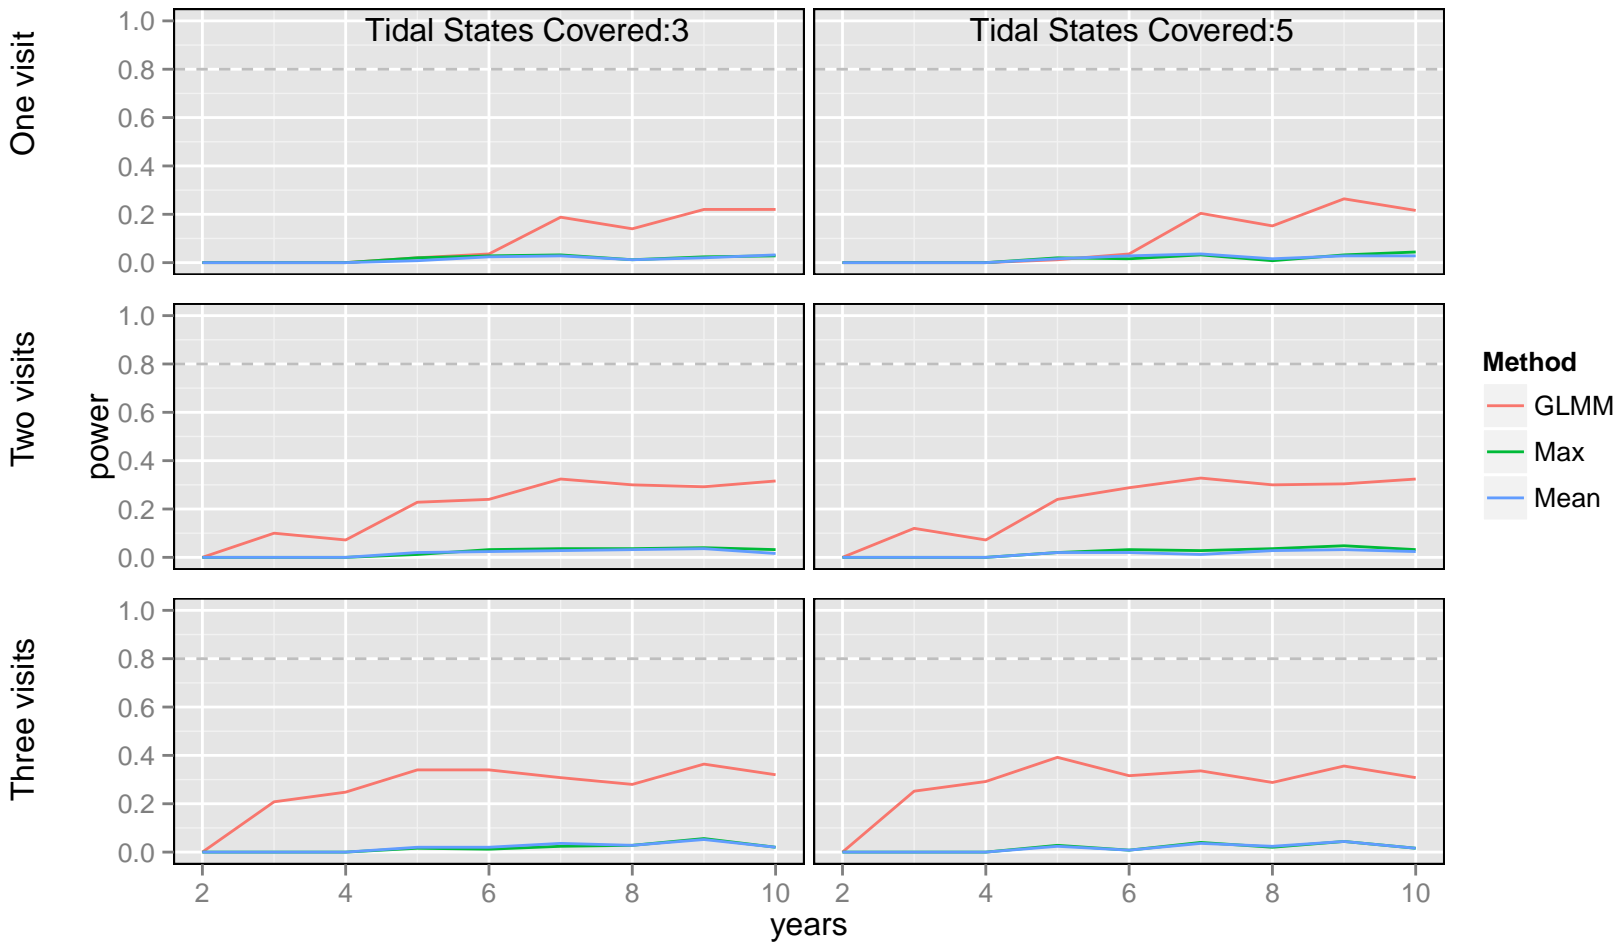 Tidal States Covered:3
Tidal States Covered:5
One visit
1.0
0.8
0.6
0.4
0.2
0.0
Two visits
power
1.0
0.8
0.6
0.4
0.2
0.0
Three visits
1.0
0.8
0.6
0.4
0.2
0.0
2 4 6 8 10
2 4 6 8 10
years
Method
GLMM
Max
Mean